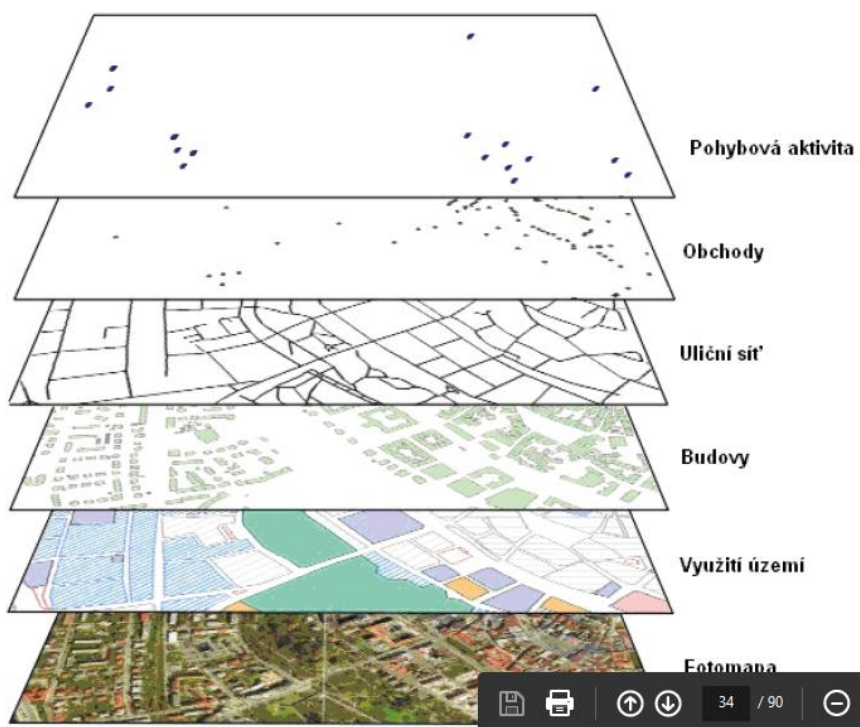 Pohybová aktivita
Obchody
Uliční síť
Budovy
Využití území
Fotomapa
34 / 90